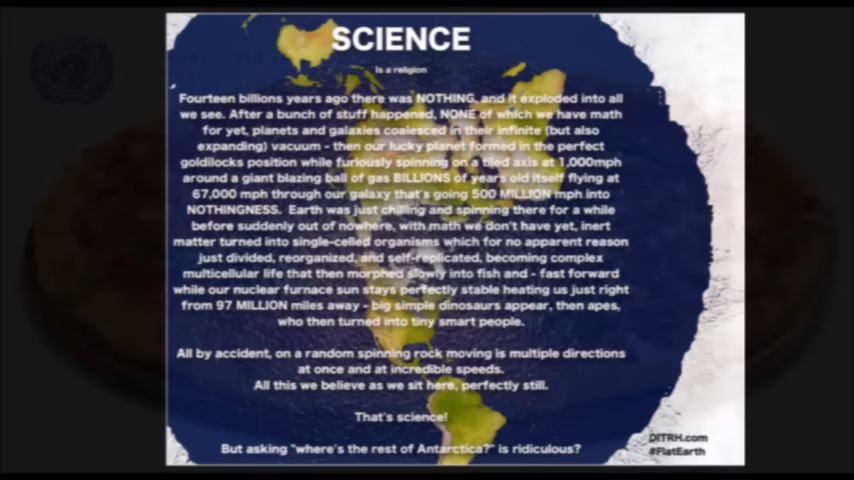 SCIENCE
Is a religion
Fourteen billions years ago there was NOTHING, and it exploded into all
we see. After a bunch of stuff happened, NONE of which we have math
for yet, planets and galaxies coalesced in their infinite (but also
expanding) vacuum - then our lucky planet formed in the perfect
goldilocks position while furiously spinning on a tiled axis at 1,000mph
around a giant blazing ball of gas BILLIONS of years old itself flying at
67,000 mph through our galaxy that's going 500 MILLION mph into
NOTHINGNESS. Earth was just chilling and spinning there for a while
before suddenly out of nowhere, with math we don't have yet, inert
matter turned into single-celled organisms which for no apparent reason
just divided, reorganized, and self-replicated, becoming complex
multicellular life that then morphed slowly into fish and - fast forward
while our nuclear furnace sun stays perfectly stable heating us just right
from 97 MILLION miles away - big simple dinosaurs appear, then apes,
who then turned into tiny smart people.
All by accident, on a random spinning rock moving is multiple directions
at once and at incredible speeds.
All this we believe as we sit here, perfectly still.
That's science!
But asking "where's the rest of Antarctica?" is ridiculous?
DITRH.com
#FlatEarth